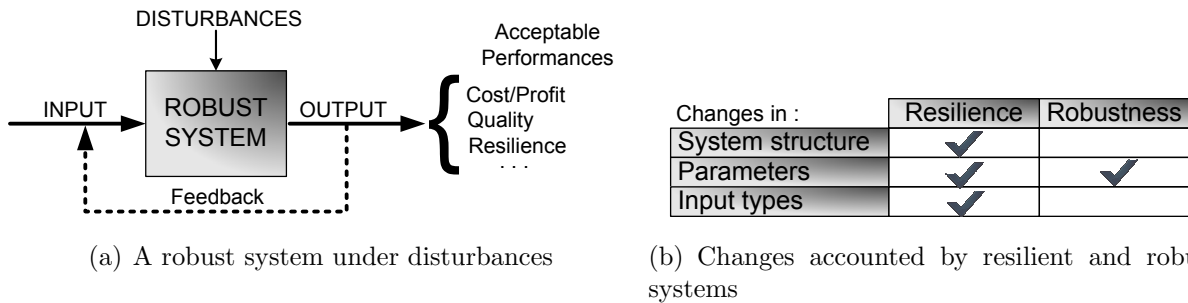 DISTURBANCES
INPUT
ROBUST
SYSTEM
OUTPUT
Feedback
Acceptable
Performances
Cost/Profit
Quality
Resilience
. . .
(a) A robust system under disturbances
Changes in :
Resilience
Robustness
System structure
Parameters
Input types
(b) Changes accounted by resilient and robu
systems